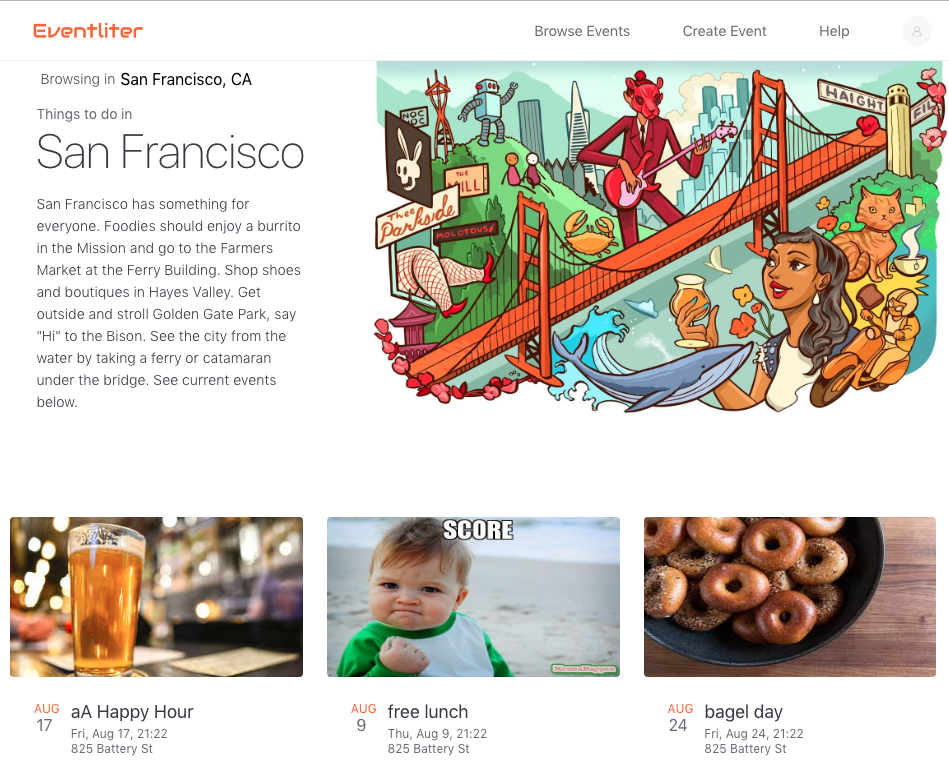 Eventliter
Browse Events
Create Event
Help
Browsing in San Francisco, CA
Things to do in
San Francisco
San Francisco has something for
everyone. Foodies should enjoy a burrito
in the Mission and go to the Farmers
Market at the Ferry Building. Shop shoes
and boutiques in Hayes Valley. Get
outside and stroll Golden Gate Park, say
"Hi" to the Bison. See the city from the
water by taking a ferry or catamaran
under the bridge. See current events
below.
NOC
NOC
THE
MILL
Thee
Parkside
MOLOTOVS
HAIGHT
FIL
SCORE
AUG
17
aA Happy Hour
Fri, Aug 17, 21:22
825 Battery St
AUG
9
free lunch
Thu, Aug 9, 21:22
825 Battery St
AUG
24
bagel day
Fri, Aug 24, 21:22
825 Battery St